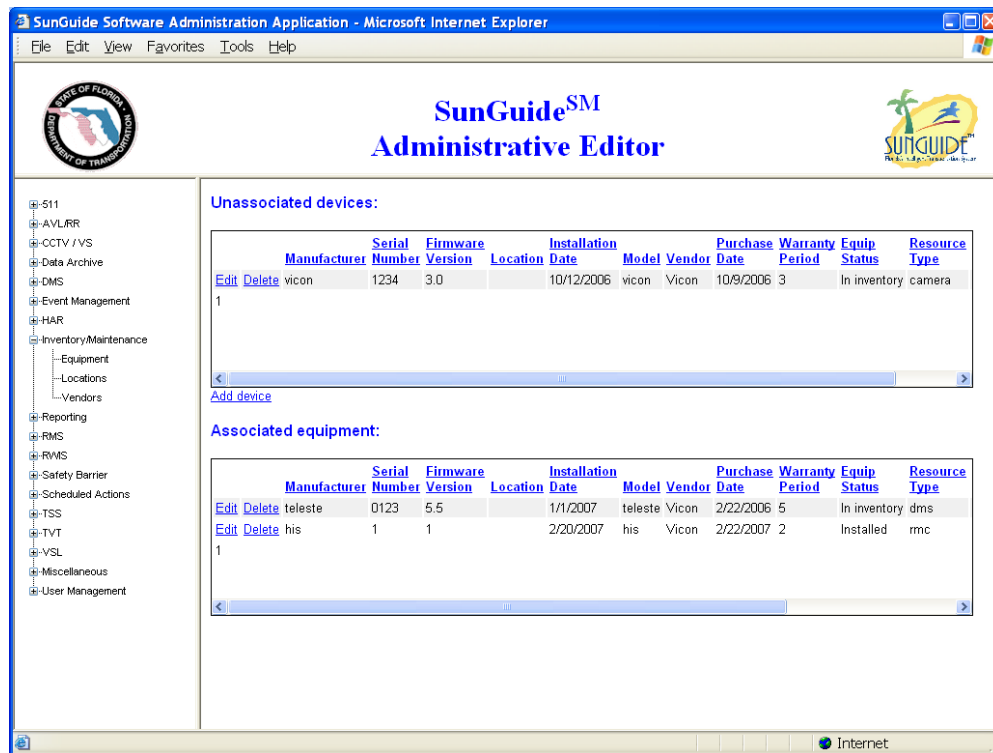 SunGuide Software Administration Application - Microsoft Internet Explorer
File Edit View Favorites Tools Help
STATE OF FLORIDA
DEPARTMENT OF TRANSPORTATION
SunGuideSM
Administrative Editor
SUNGUIDE
511
AVL/RR
CCTV / VS
Data Archive
DMS
Event Management
HAR
Inventory/Maintenance
Equipment
Locations
Vendors
Reporting
RMS
RWIS
Safety Barrier
Scheduled Actions
TSS
TVT
VSL
Miscellaneous
User Management
Unassociated devices:
Manufacturer Serial Number Firmware Version Location Installation Date Model Vendor Purchase Date Warranty Period Equip Status Resource Type
Edit Delete vicon 1234 3.0 10/12/2006 vicon Vicon 10/9/2006 3 In inventory camera
1
Add device
Associated equipment:
Manufacturer Serial Number Firmware Version Location Installation Date Model Vendor Purchase Date Warranty Period Equip Status Resource Type
Edit Delete teleste 0123 5.5 1/1/2007 teleste Vicon 2/22/2006 5 In inventory dms
Edit Delete his 1 1 2/20/2007 his Vicon 2/22/2007 2 Installed rmc
1
Internet